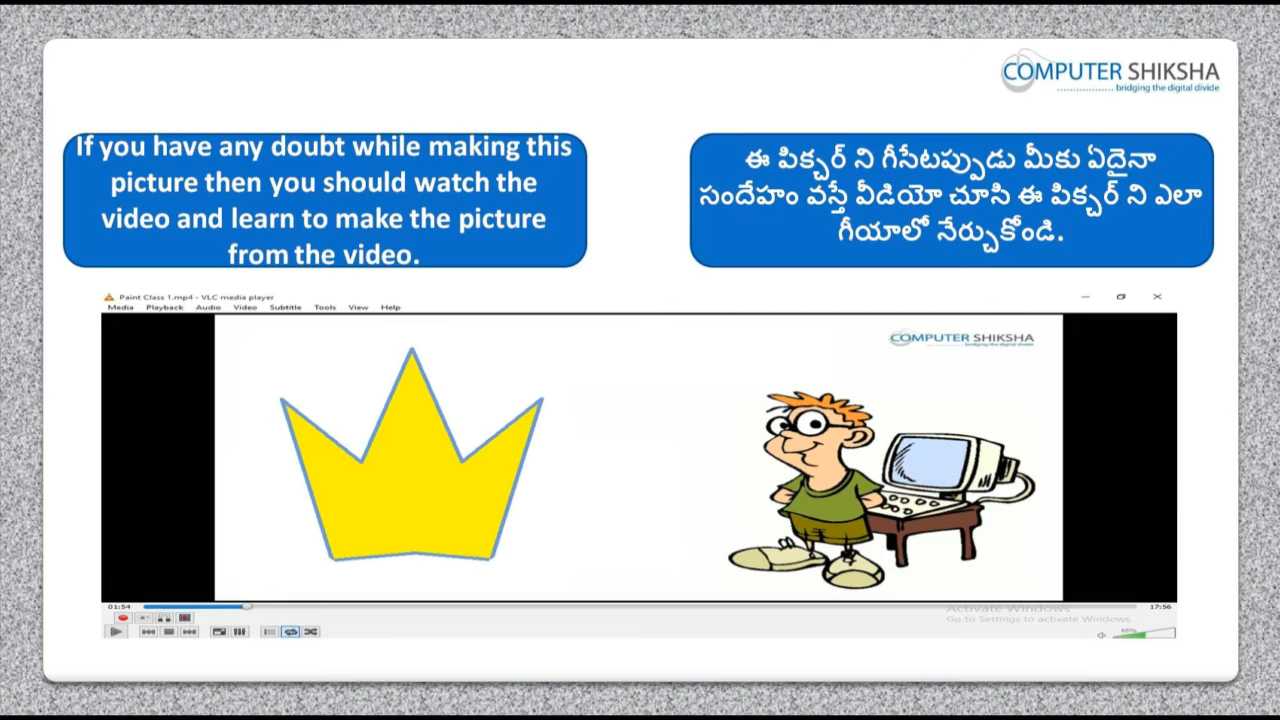 COMPUTER SHIKSHA
bridging the digital divide
If you have any doubt while making this
picture then you should watch the
video and learn to make the picture
from the video.
ఈ పిక్చర్ ని గీసేటప్పుడు మీకు ఏదైనా
సందేహం వస్తే వీడియో చూసి ఈ పిక్చర్ ని ఎలా
గీయాలో నేర్చుకోండి.
Paint Class 1.mp4 - VLC media player
Media Playback Audio Video Subtitle Tools View Help
COMPUTER SHIKSHA
bridging the digital divide
01:54
17:56
Activate Windows
Go to Settings to activate Windows.
65%